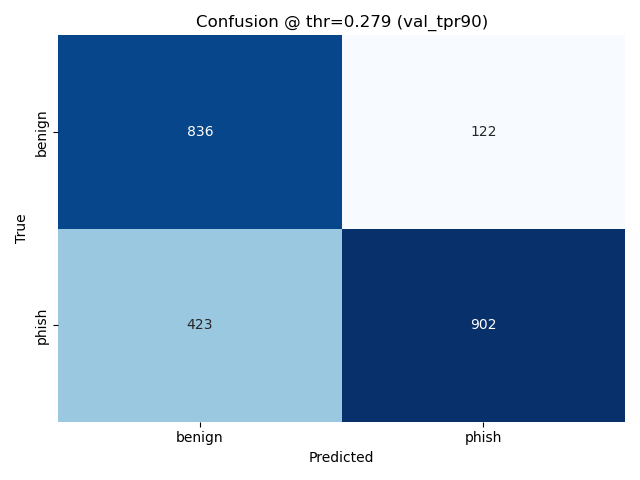 Confusion @ thr=0.279 (val_tpr90)
True
benign
836
122
phish
423
902
benign
phish
Predicted